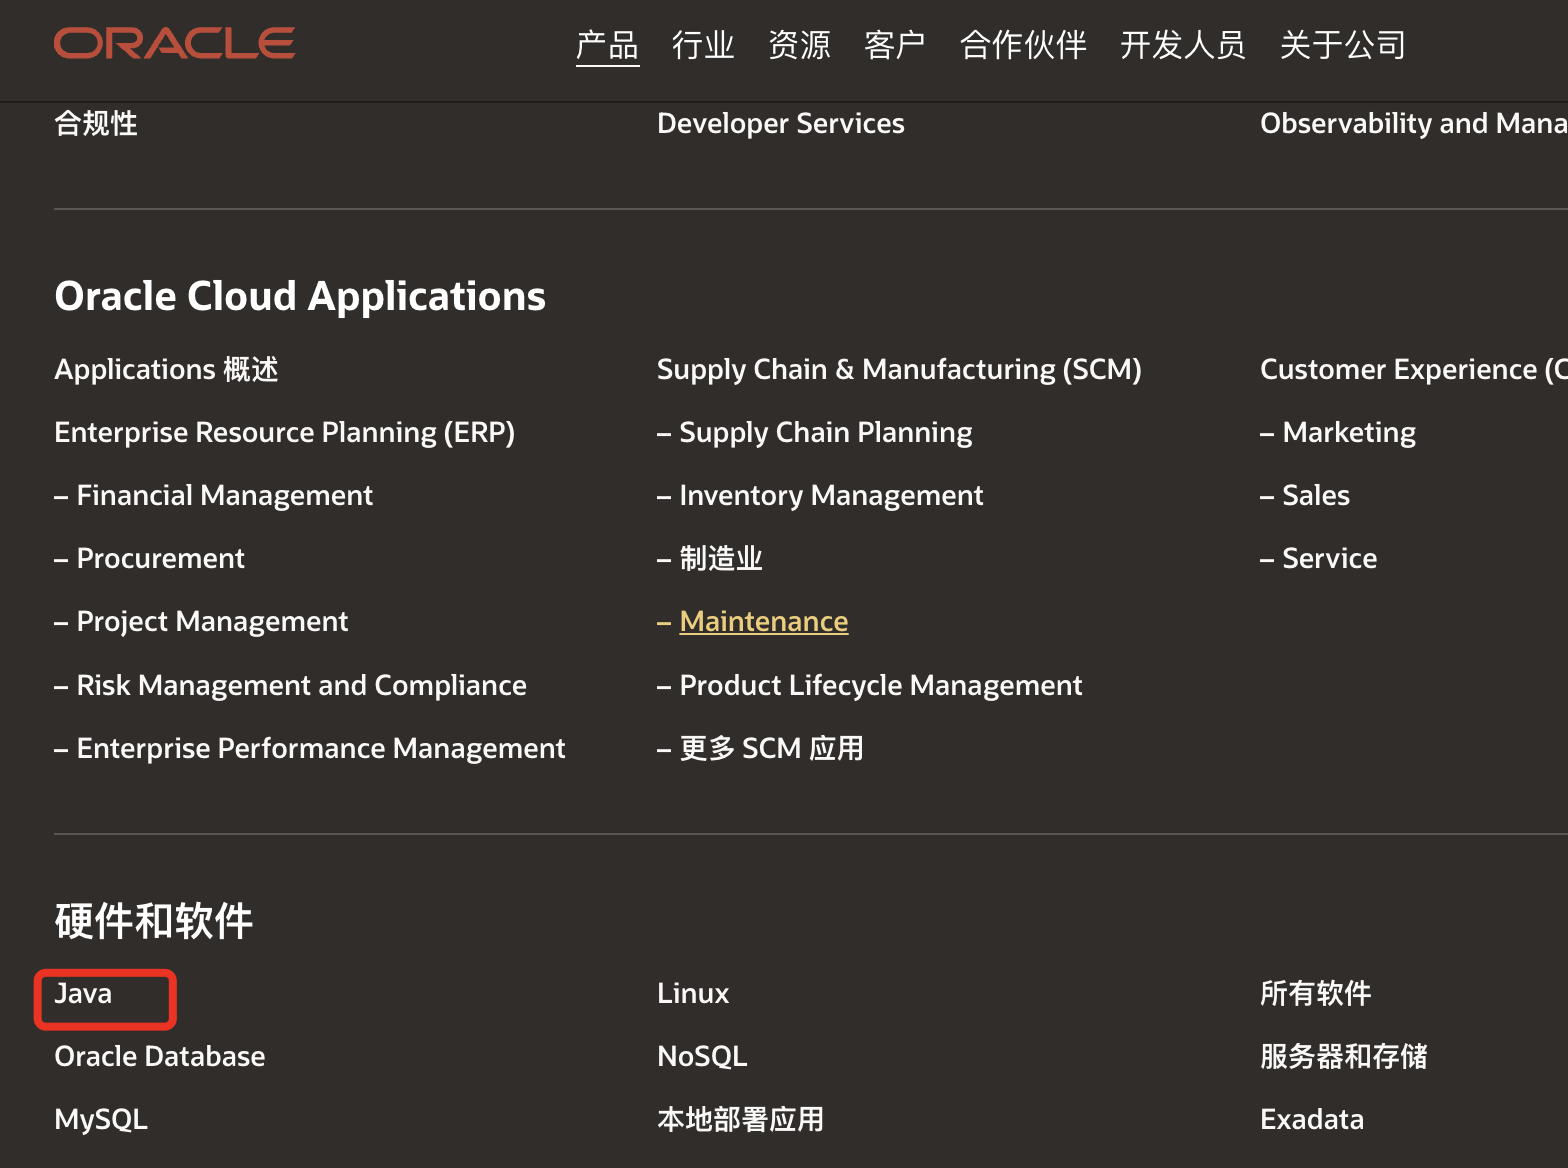 ORACLE
产品 行业 资源 客户 合作伙伴 开发人员 关于公司
合规性
Developer Services
Observability and Mana
Oracle Cloud Applications
Applications 概述
Enterprise Resource Planning (ERP)
– Financial Management
– Procurement
– Project Management
– Risk Management and Compliance
– Enterprise Performance Management
Supply Chain & Manufacturing (SCM)
– Supply Chain Planning
– Inventory Management
– 制造业
– Maintenance
– Product Lifecycle Management
– 更多 SCM 应用
Customer Experience (C
– Marketing
– Sales
– Service
硬件和软件
Java
Oracle Database
MySQL
Linux
NoSQL
本地部署应用
所有软件
服务器和存储
Exadata